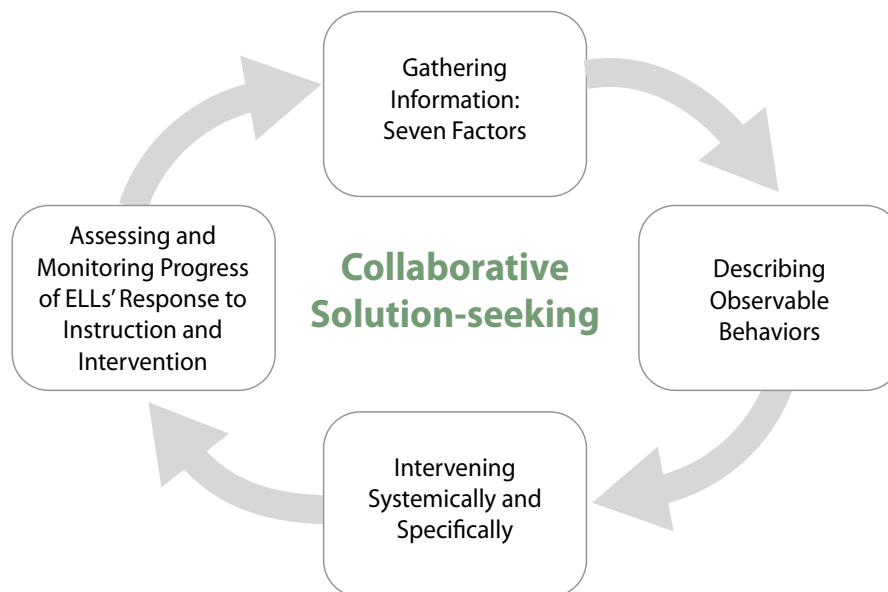 Gathering
Information:
Seven Factors
Assessing and
Monitoring Progress
of ELLs’ Response to
Instruction and
Intervention
Collaborative
Solution-seeking
Describing
Observable
Behaviors
Intervening
Systemically and
Specifically